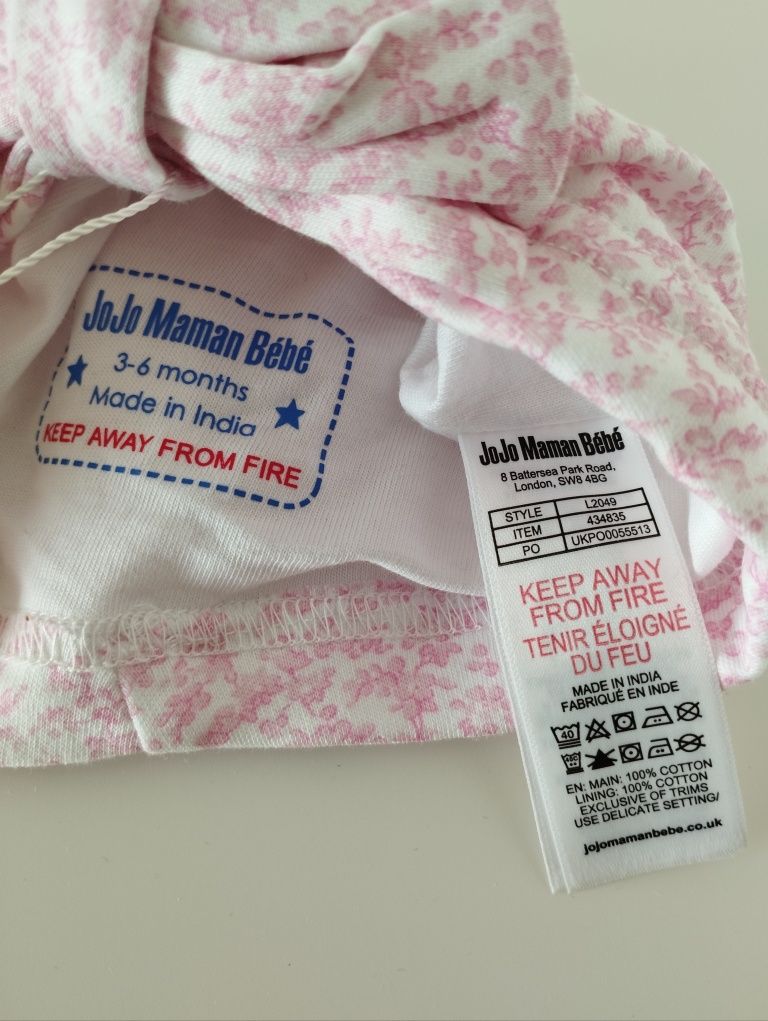 JoJo Maman Bébé
3-6 months
Made in India
KEEP AWAY FROM FIRE
JoJo Maman Bébé
8 Battersea Park Road,
London, SW8 4BG
STYLE L2049
ITEM 434835
PO UKPO0055513
KEEP AWAY
FROM FIRE
TENIR ÉLOIGNÉ
DU FEU
MADE IN INDIA
FABRIQUÉ EN INDE
40
EN: MAIN: 100% COTTON
LINING: 100% COTTON
EXCLUSIVE OF TRIMS
USE DELICATE SETTING/
jojomamanbebe.co.uk